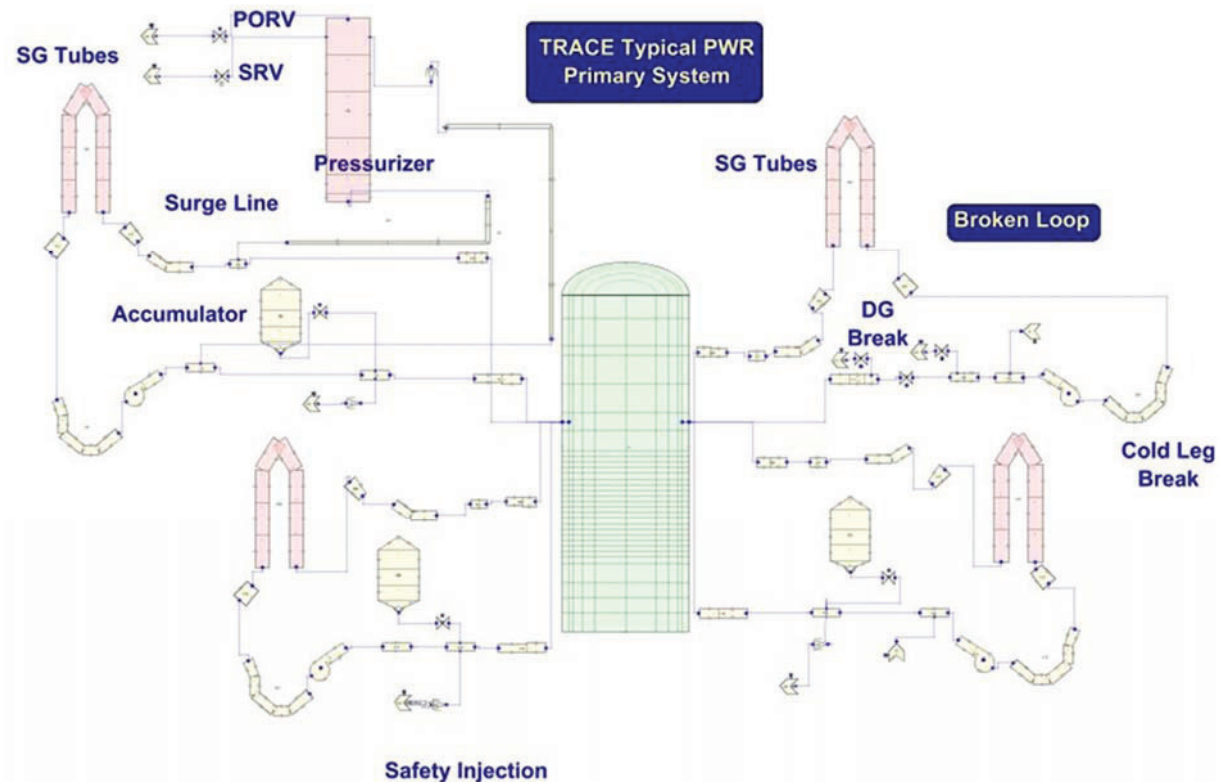 PORV
TRACE Typical PWR
Primary System
SG Tubes
SRV
SG Tubes
Pressurizer
Surge Line
Broken Loop
Accumulator
DG
Break
Cold Leg
Break
Safety Injection